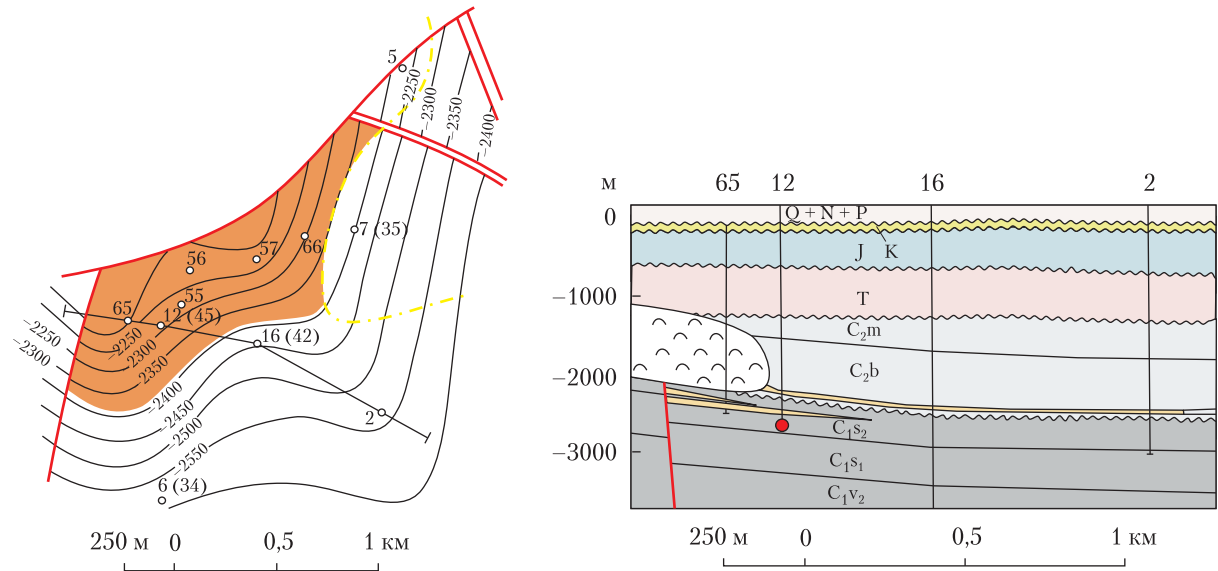 5
−2250
−2300
−2350
−2400
7 (35)
66
57
56
55
65
12 (45)
16 (42)
−2250
−2300
−2250
−2300
−2350
−2400
−2450
−2500
−2550
2
6 (34)
250 м 0 0,5 1 км
м 65 12 16 2
0
Q + N + P
J K
−1000
T
C₂m
C₂b
−2000
C₁s₂
−3000
C₁s₁
C₁v₂
250 м 0 0,5 1 км